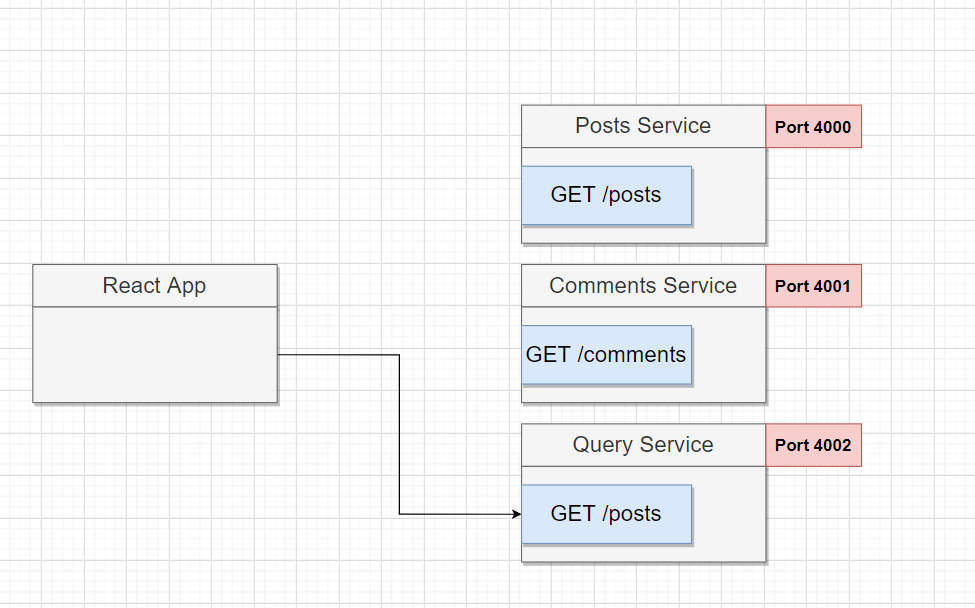 Posts Service
Port 4000
GET /posts
React App
Comments Service
Port 4001
GET /comments
Query Service
Port 4002
GET /posts